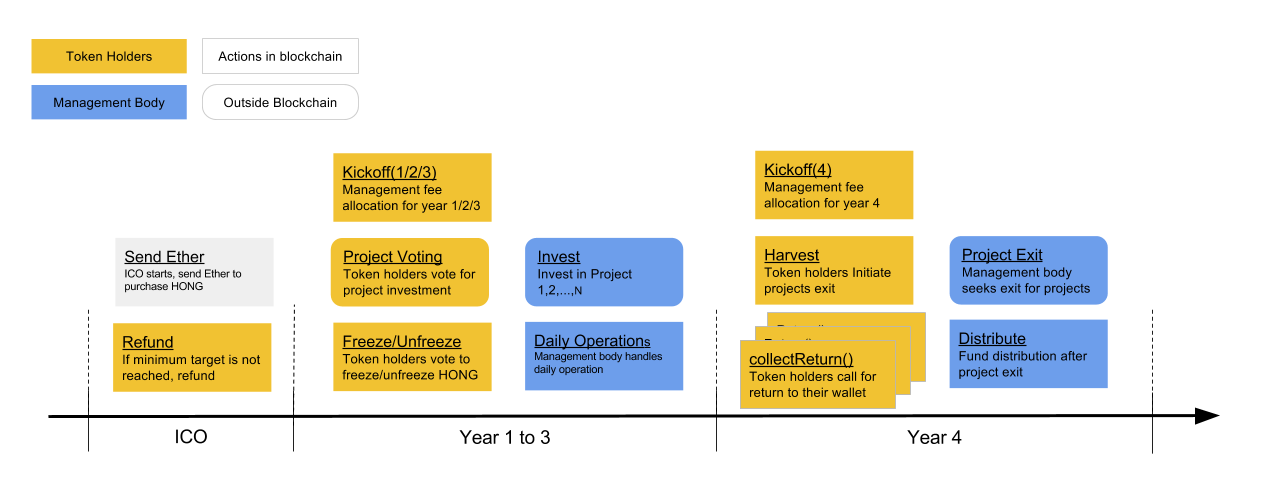 Token Holders
Actions in blockchain
Management Body
Outside Blockchain
Send Ether
ICO starts, send Ether to
purchase HONG
Refund
If minimum target is not
reached, refund
Kickoff(1/2/3)
Management fee
allocation for year 1/2/3
Project Voting
Token holders vote for
project investment
Freeze/Unfreeze
Token holders vote to
freeze/unfreeze HONG
Invest
Invest in Project
1,2,...,N
Daily Operations
Management body handles
daily operation
Kickoff(4)
Management fee
allocation for year 4
Harvest
Token holders Initiate
projects exit
collectReturn()
Token holders call for
return to their wallet
Project Exit
Management body
seeks exit for projects
Distribute
Fund distribution after
project exit
ICO
Year 1 to 3
Year 4